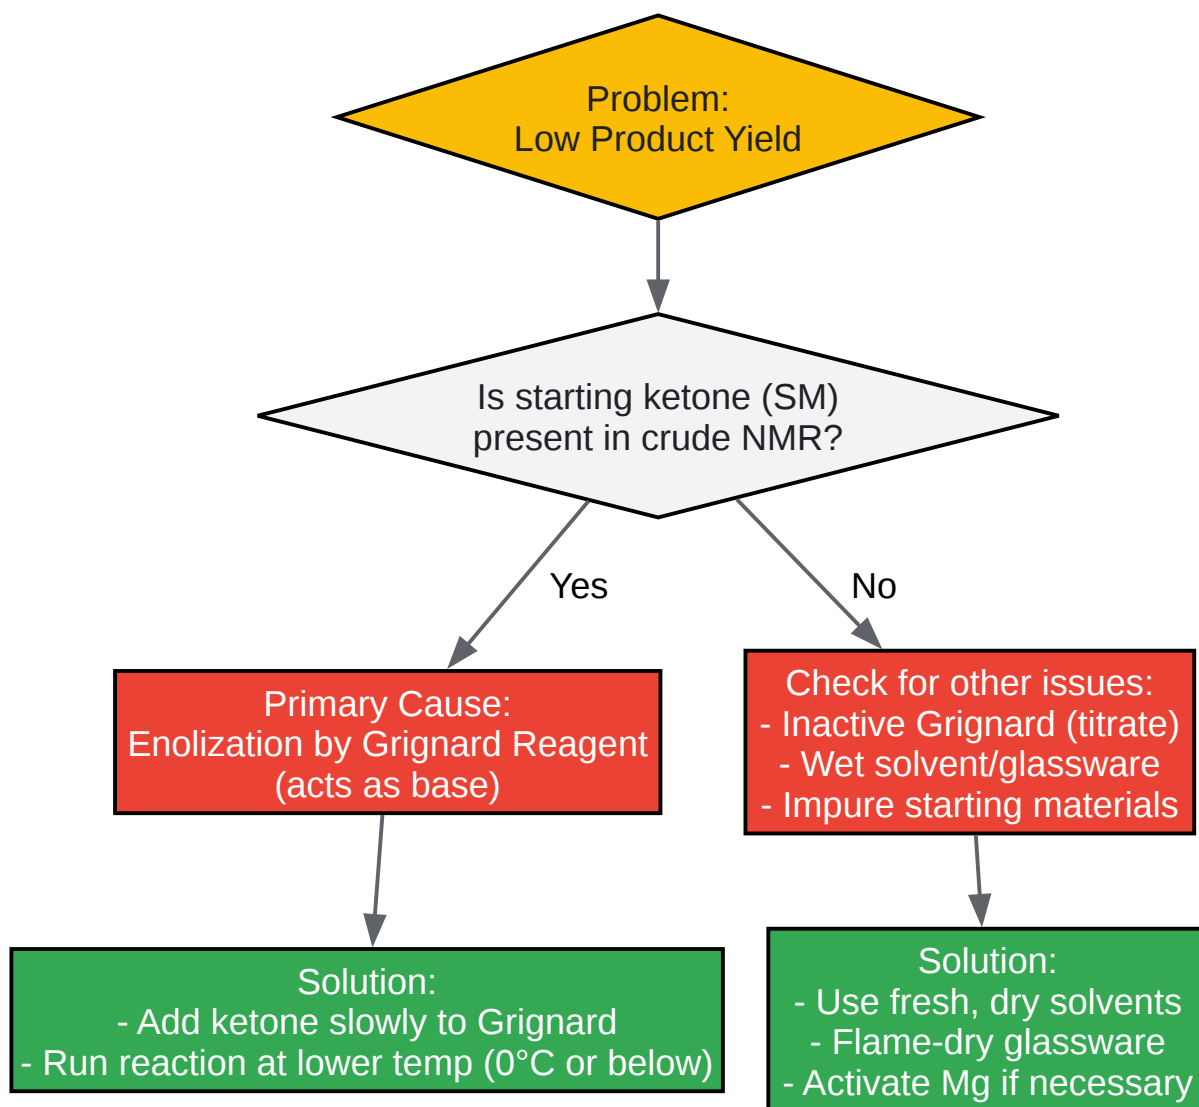 Problem:
Low Product Yield
Is starting ketone (SM)
present in crude NMR?
Yes
No
Primary Cause:
Enolization by Grignard Reagent
(acts as base)
Check for other issues:
- Inactive Grignard (titrate)
- Wet solvent/glassware
- Impure starting materials
Solution:
- Add ketone slowly to Grignard
- Run reaction at lower temp (0°C or below)
Solution:
- Use fresh, dry solvents
- Flame-dry glassware
- Activate Mg if necessary